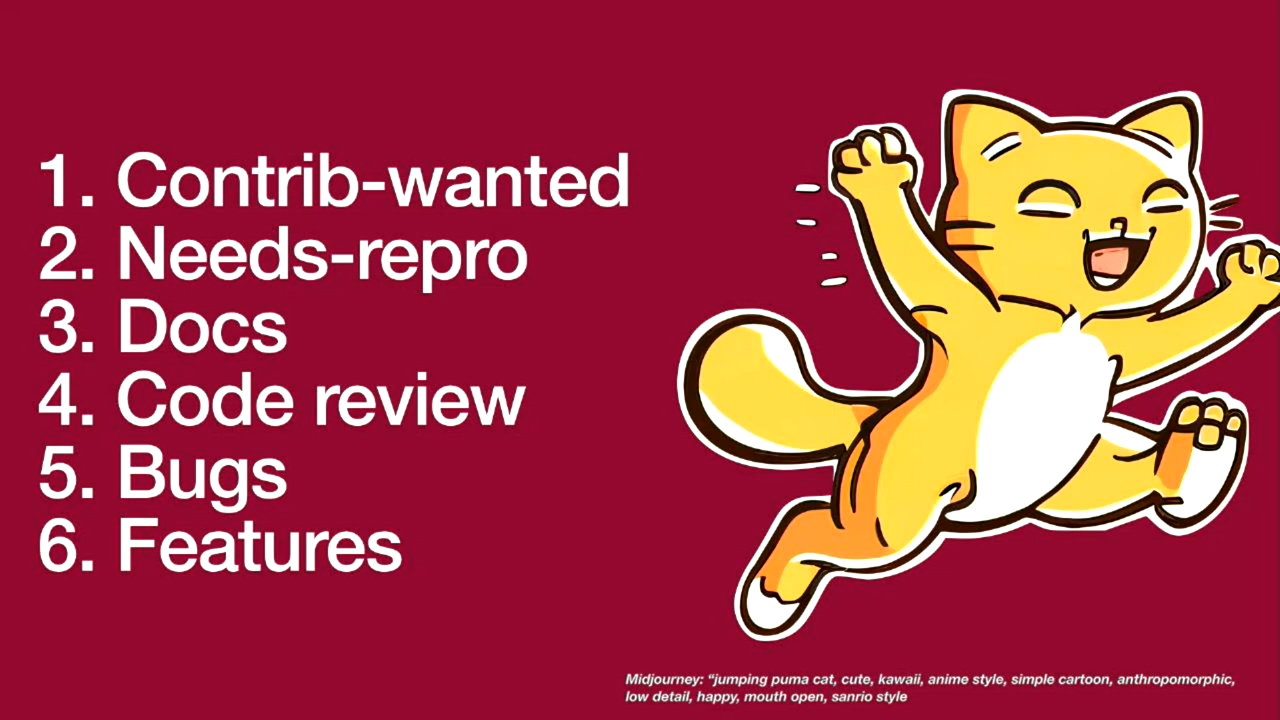 1. Contrib-wanted
2. Needs-repro
3. Docs
4. Code review
5. Bugs
6. Features
Midjourney: “jumping puma cat, cute, kawaii, anime style, simple cartoon, anthropomorphic,
low detail, happy, mouth open, sanrio style